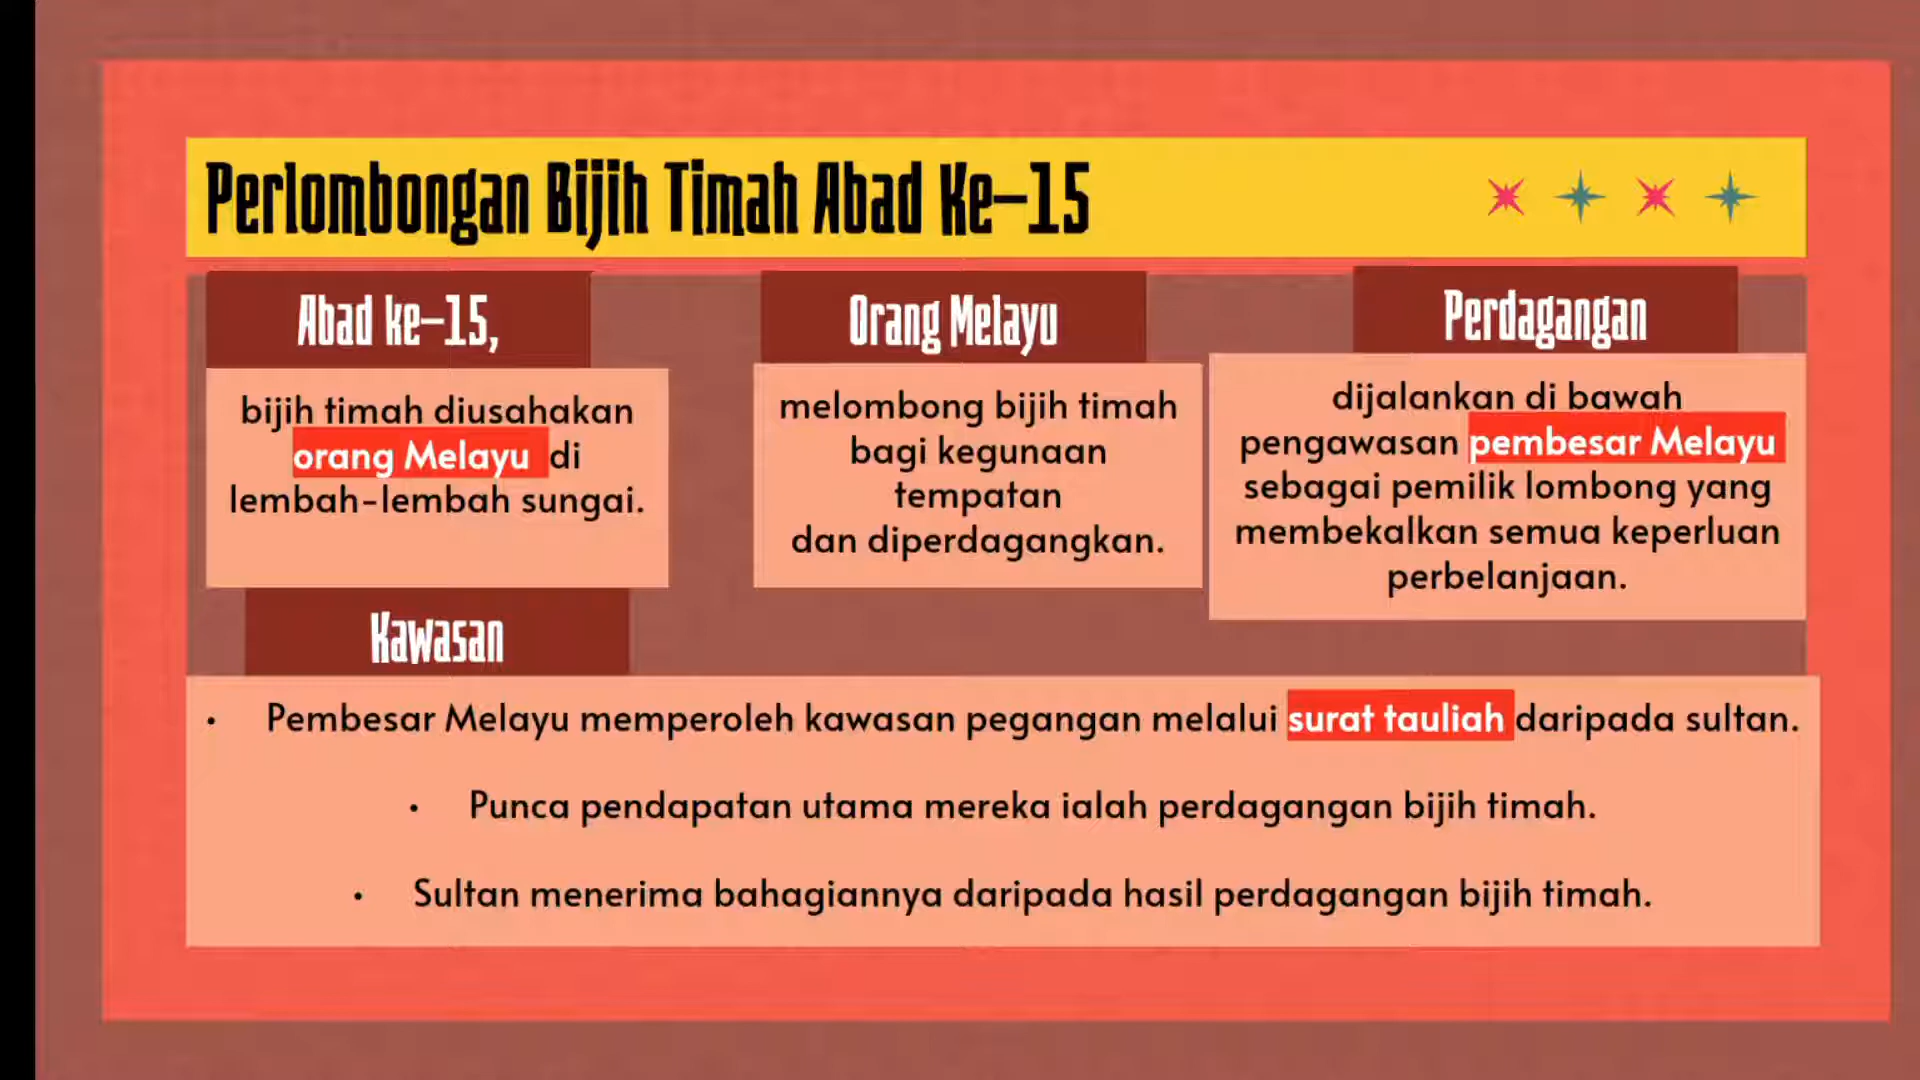 Perlombongan Bijih Timah Abad Ke-15
Abad ke-15,
bijih timah diusahakan
orang Melayu di
lembah-lembah sungai.
Orang Melayu
melombong bijih timah
bagi kegunaan
tempatan
dan diperdagangkan.
Perdagangan
dijalankan di bawah
pengawasan pembesar Melayu
sebagai pemilik lombong yang
membekalkan semua keperluan
perbelanjaan.
Kawasan
• Pembesar Melayu memperoleh kawasan pegangan melalui surat tauliah daripada sultan.
• Punca pendapatan utama mereka ialah perdagangan bijih timah.
• Sultan menerima bahagiannya daripada hasil perdagangan bijih timah.